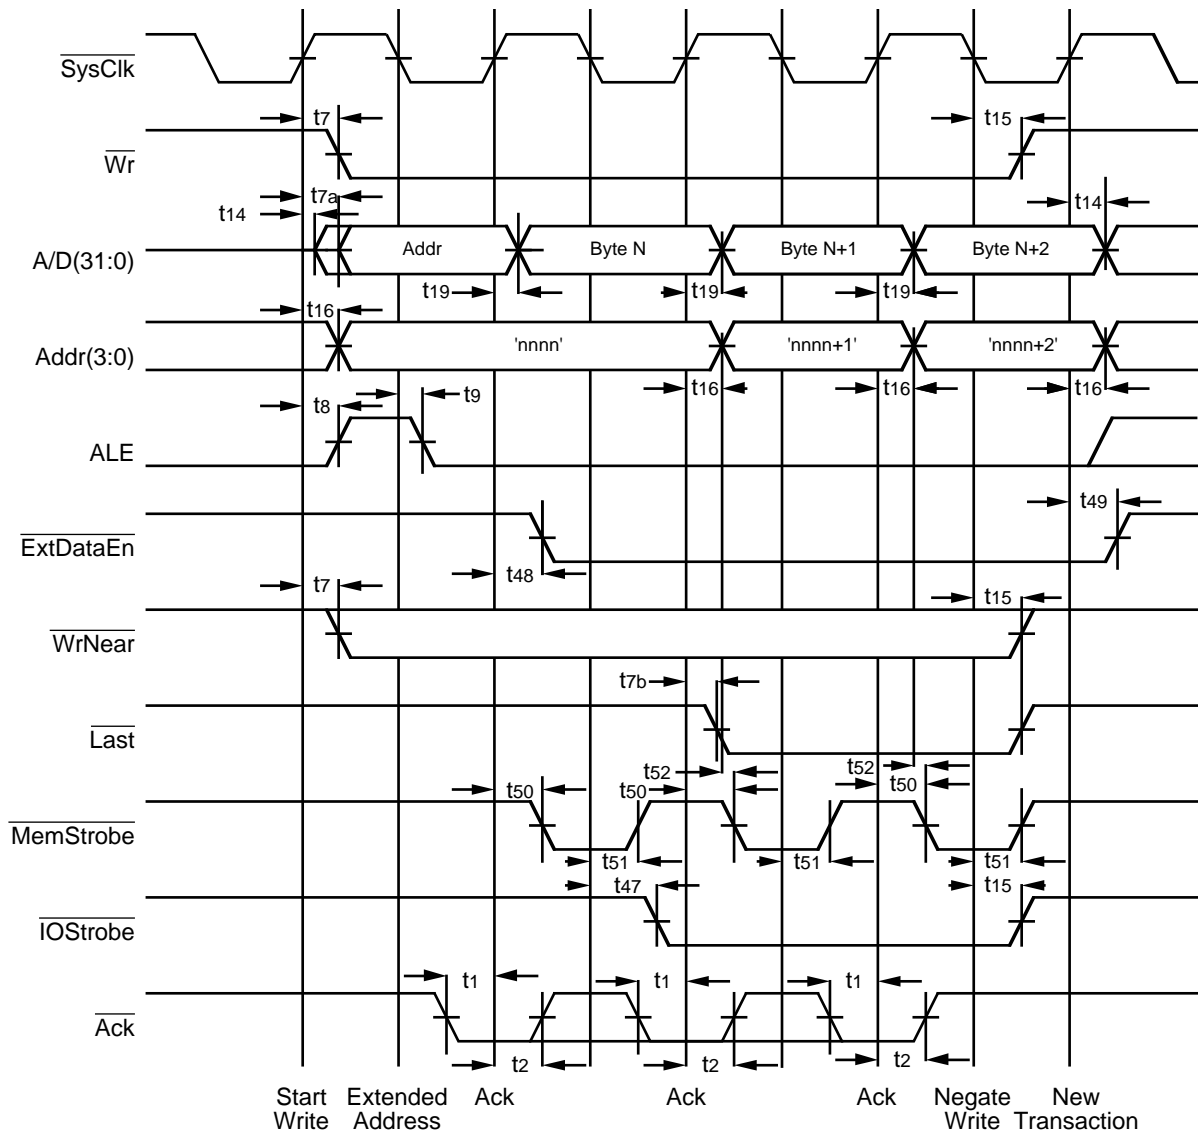 SysClk
t7
t15
Wr
t7a
t14
t14
A/D(31:0)
Addr
Byte N
Byte N+1
Byte N+2
t19
t19
t19
t16
Addr(3:0)
'nnnn'
'nnnn+1'
'nnnn+2'
t16
t16
t16
t9
t8
ALE
t49
ExtDataEn
t48
t7
t15
WrNear
t7b
Last
t52
t52
t50
t50
t50
MemStrobe
t51
t51
t51
t47
t15
IOStrobe
t1
t1
t1
Ack
t2
t2
t2
Start Write
Extended Address
Ack
Ack
Ack
Negate Write
New Transaction